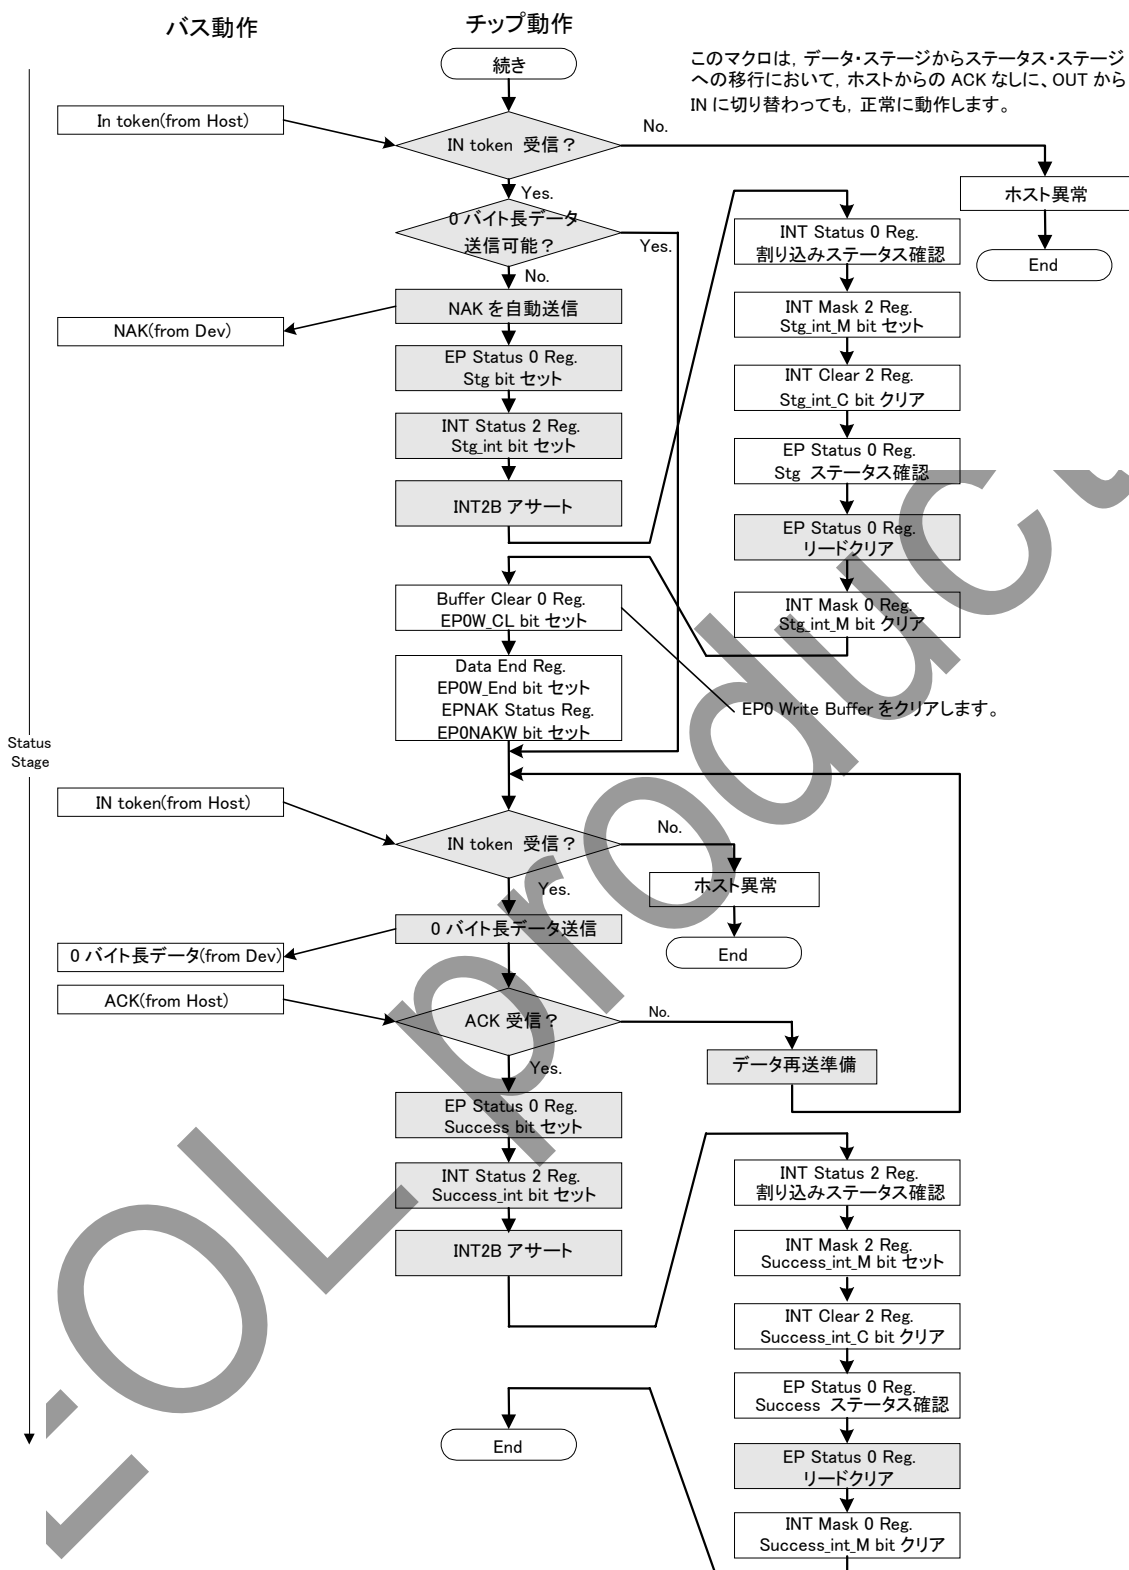 バス動作
チップ動作
続き
このマクロは, データ・ステージからステータス・ステージ
への移行において, ホストからの ACK なしに、OUT から
IN に切り替わっても, 正常に動作します。
In token(from Host)
IN token 受信？
No.
Yes.
ホスト異常
End
0 バイト長データ
送信可能？
Yes.
No.
NAK を自動送信
NAK(from Dev)
EP Status 0 Reg.
Stg bit セット
INT Status 2 Reg.
Stg_int bit セット
INT2B アサート
INT Status 0 Reg.
割り込みステータス確認
INT Mask 2 Reg.
Stg_int_M bit セット
INT Clear 2 Reg.
Stg_int_C bit クリア
EP Status 0 Reg.
Stg ステータス確認
EP Status 0 Reg.
リードクリア
INT Mask 0 Reg.
Stg_int_M bit クリア
Buffer Clear 0 Reg.
EP0W_CL bit セット
Data End Reg.
EP0W_End bit セット
EPNAK Status Reg.
EP0NAKW bit セット
EP0 Write Buffer をクリアします。
Status
Stage
IN token(from Host)
IN token 受信？
No.
Yes.
ホスト異常
End
0 バイト長データ送信
0 バイト長データ(from Dev)
ACK(from Host)
ACK 受信？
No.
Yes.
データ再送準備
EP Status 0 Reg.
Success bit セット
INT Status 2 Reg.
Success_int bit セット
INT2B アサート
INT Status 2 Reg.
割り込みステータス確認
INT Mask 2 Reg.
Success_int_M bit セット
INT Clear 2 Reg.
Success_int_C bit クリア
EP Status 0 Reg.
Success ステータス確認
EP Status 0 Reg.
リードクリア
INT Mask 0 Reg.
Success_int_M bit クリア
End
EOL product